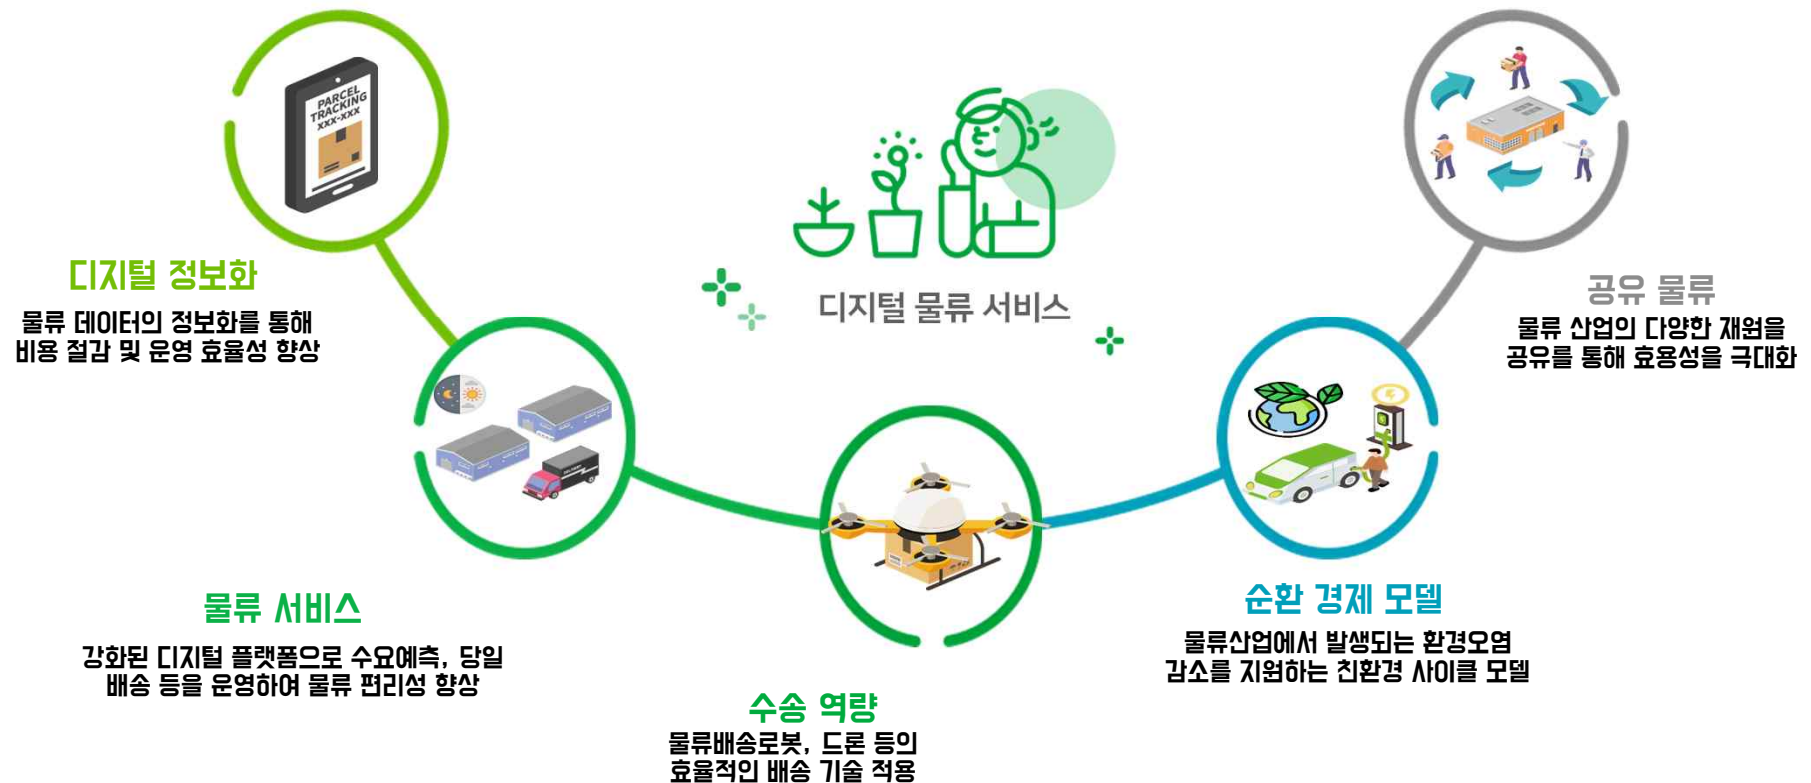 PARCEL
TRACKING
XXX-XXX
디지털 정보화
물류 데이터의 정보화를 통해
비용 절감 및 운영 효율성 향상
디지털 물류 서비스
공유 물류
물류 산업의 다양한 재원을
공유를 통해 효용성을 극대화
물류 서비스
강화된 디지털 플랫폼으로 수요예측, 당일
배송 등을 운영하여 물류 편리성 향상
DELIVERY
수송 역량
물류배송로봇, 드론 등의
효율적인 배송 기술 적용
순환 경제 모델
물류산업에서 발생되는 환경오염
감소를 지원하는 친환경 사이클 모델